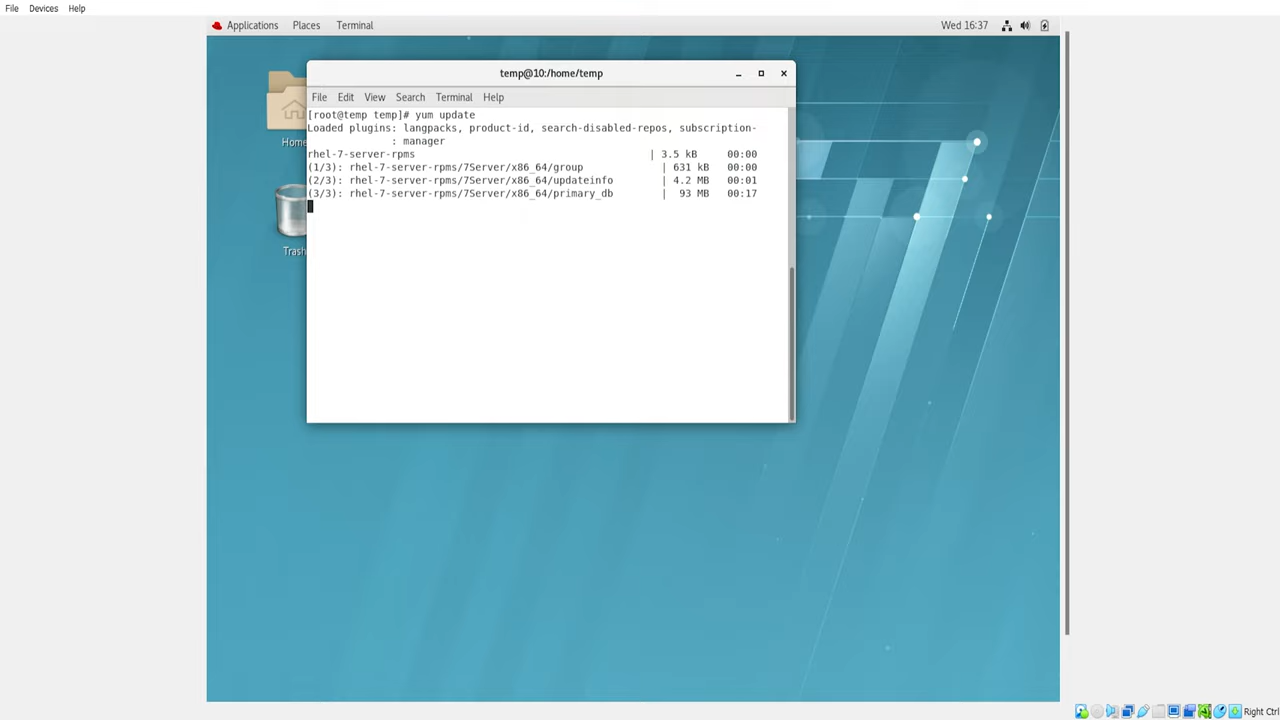 File Devices Help
Applications Places Terminal Wed 16:37
temp@10:/home/temp
File Edit View Search Terminal Help
[root@temp temp]# yum update
Loaded plugins: langpacks, product-id, search-disabled-repos, subscription-
: manager
rhel-7-server-rpms | 3.5 kB 00:00
(1/3): rhel-7-server-rpms/7Server/x86_64/group | 631 kB 00:00
(2/3): rhel-7-server-rpms/7Server/x86_64/updateinfo | 4.2 MB 00:01
(3/3): rhel-7-server-rpms/7Server/x86_64/primary_db | 93 MB 00:17
Home
Trash
Right Ctrl